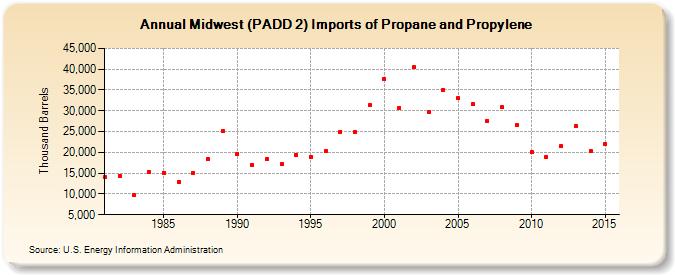 Annual Midwest (PADD 2) Imports of Propane and Propylene
Thousand Barrels
45,000
40,000
35,000
30,000
25,000
20,000
15,000
10,000
5,000
1985 1990 1995 2000 2005 2010 2015
Source: U.S. Energy Information Administration